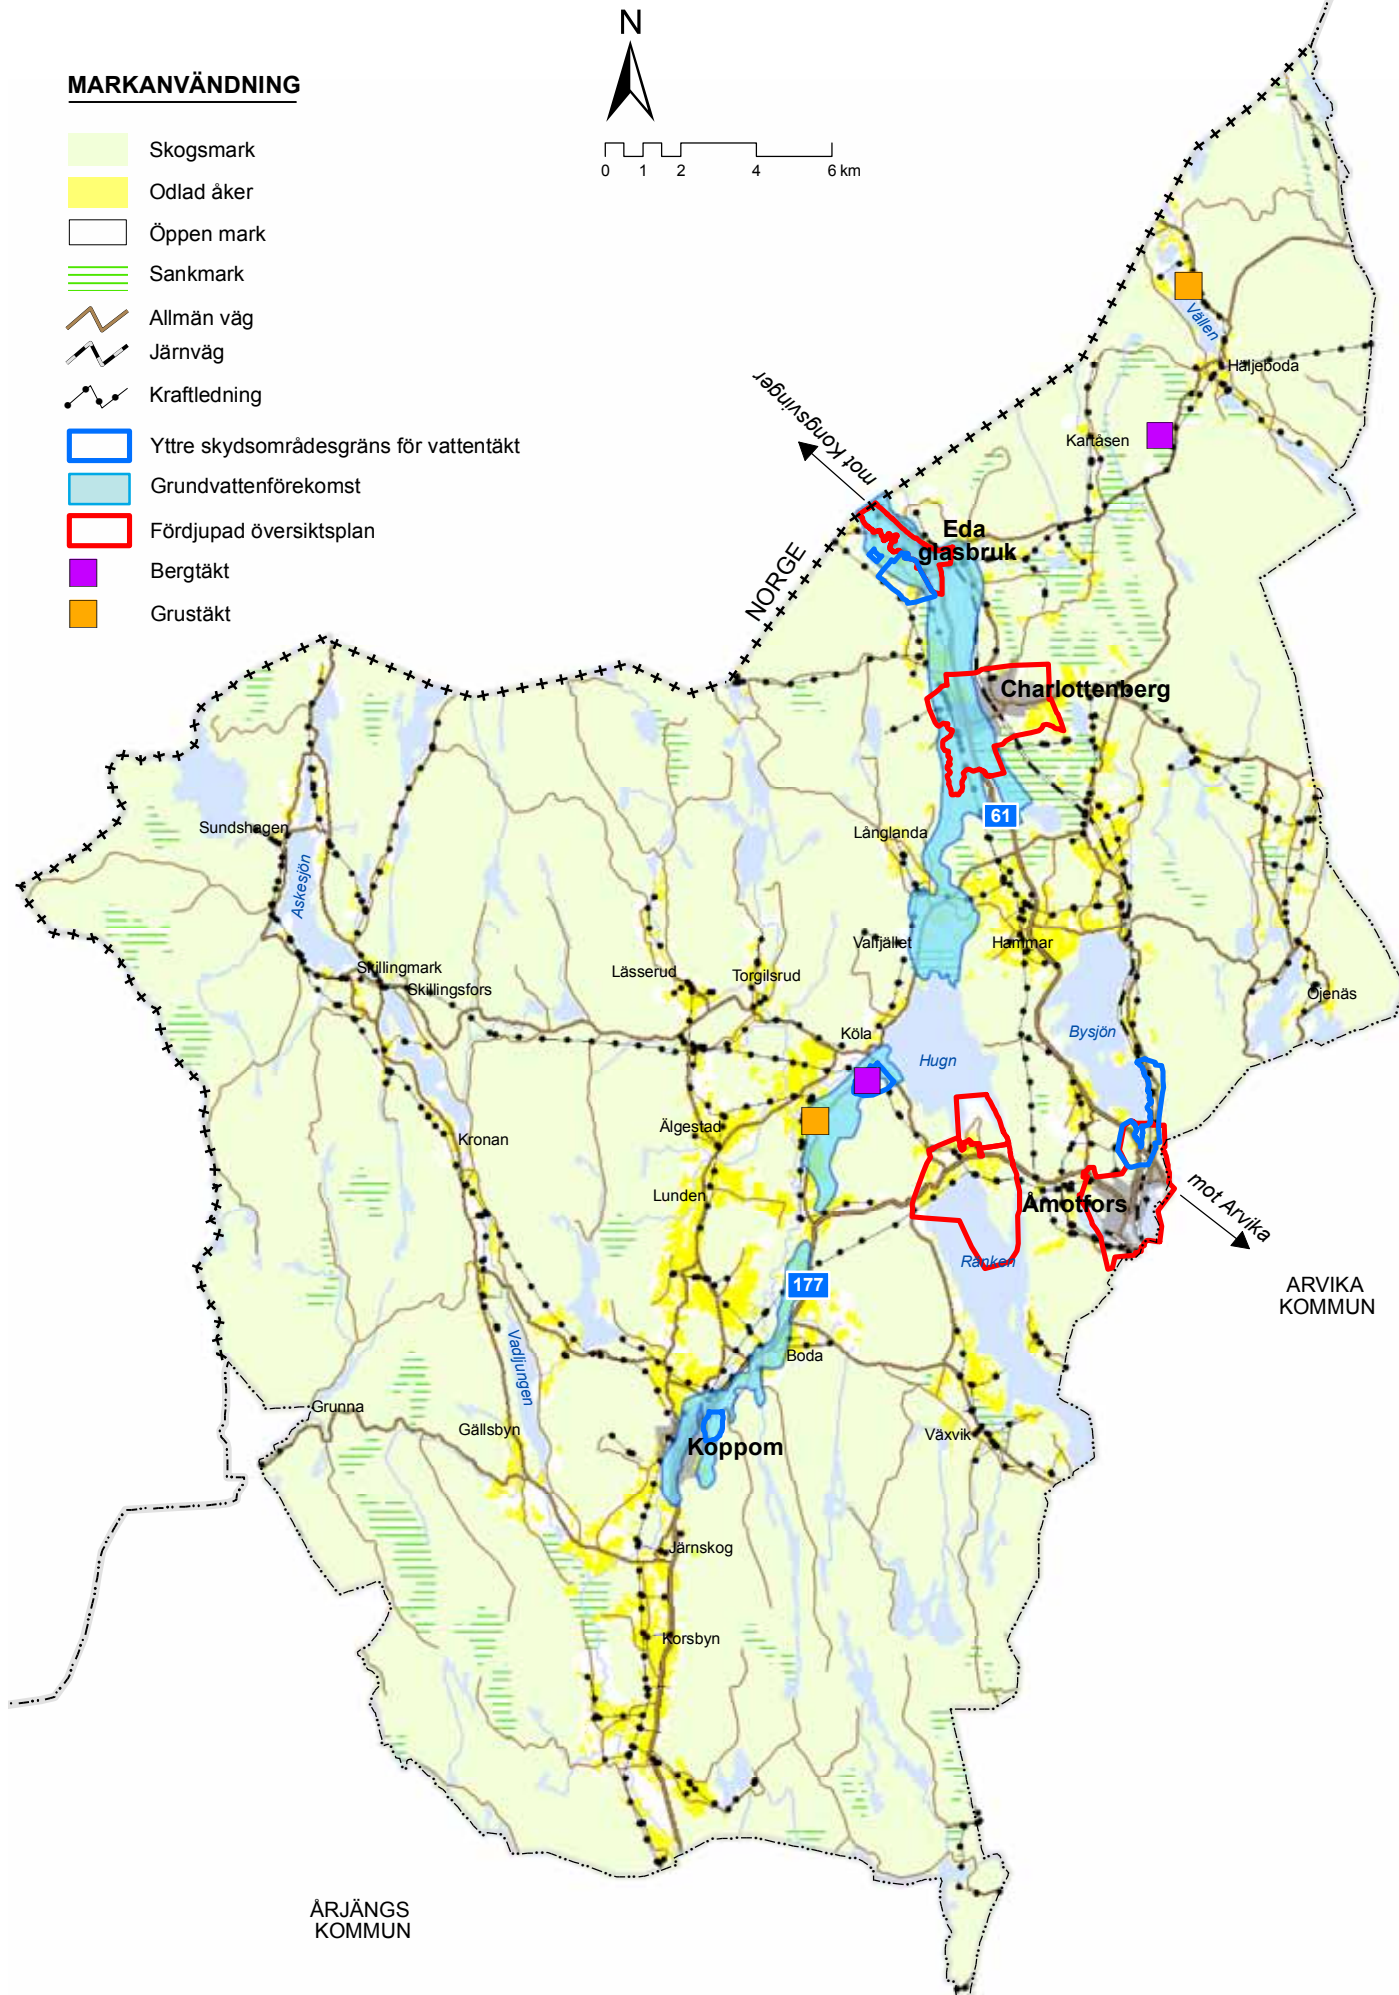 N
MARKANVÄNDNING
Skogsmark
Odlad åker
Öppen mark
Sankmark
Allmän väg
Järnväg
Kraftledning
Yttre skydsområdesgräns för vattentäkt
Grundvattenförekomst
Fördjupad översiktsplan
Bergtäkt
Grustäkt
0 1 2 4 6 km
Vällen
Häljeboda
mot Kongsvinger
Kartåsen
Eda
glasbruk
NORGE
Charlottenberg
61
Sundshagen
Långlanda
Askesjön
Valfjället
Hammar
Skillingmark
Lässerud
Torgilsrud
Skillingsfors
Öjenäs
Köla
Bysjön
Hugn
Älgestad
Kronan
Lunden
Åmotfors
mot Arvika
Ränken
177
ARVIKA
KOMMUN
Boda
Vadljungen
Grunna
Gällsbyn
Växvik
Koppom
Järnskog
Korsbyn
ÅRJÄNGS
KOMMUN